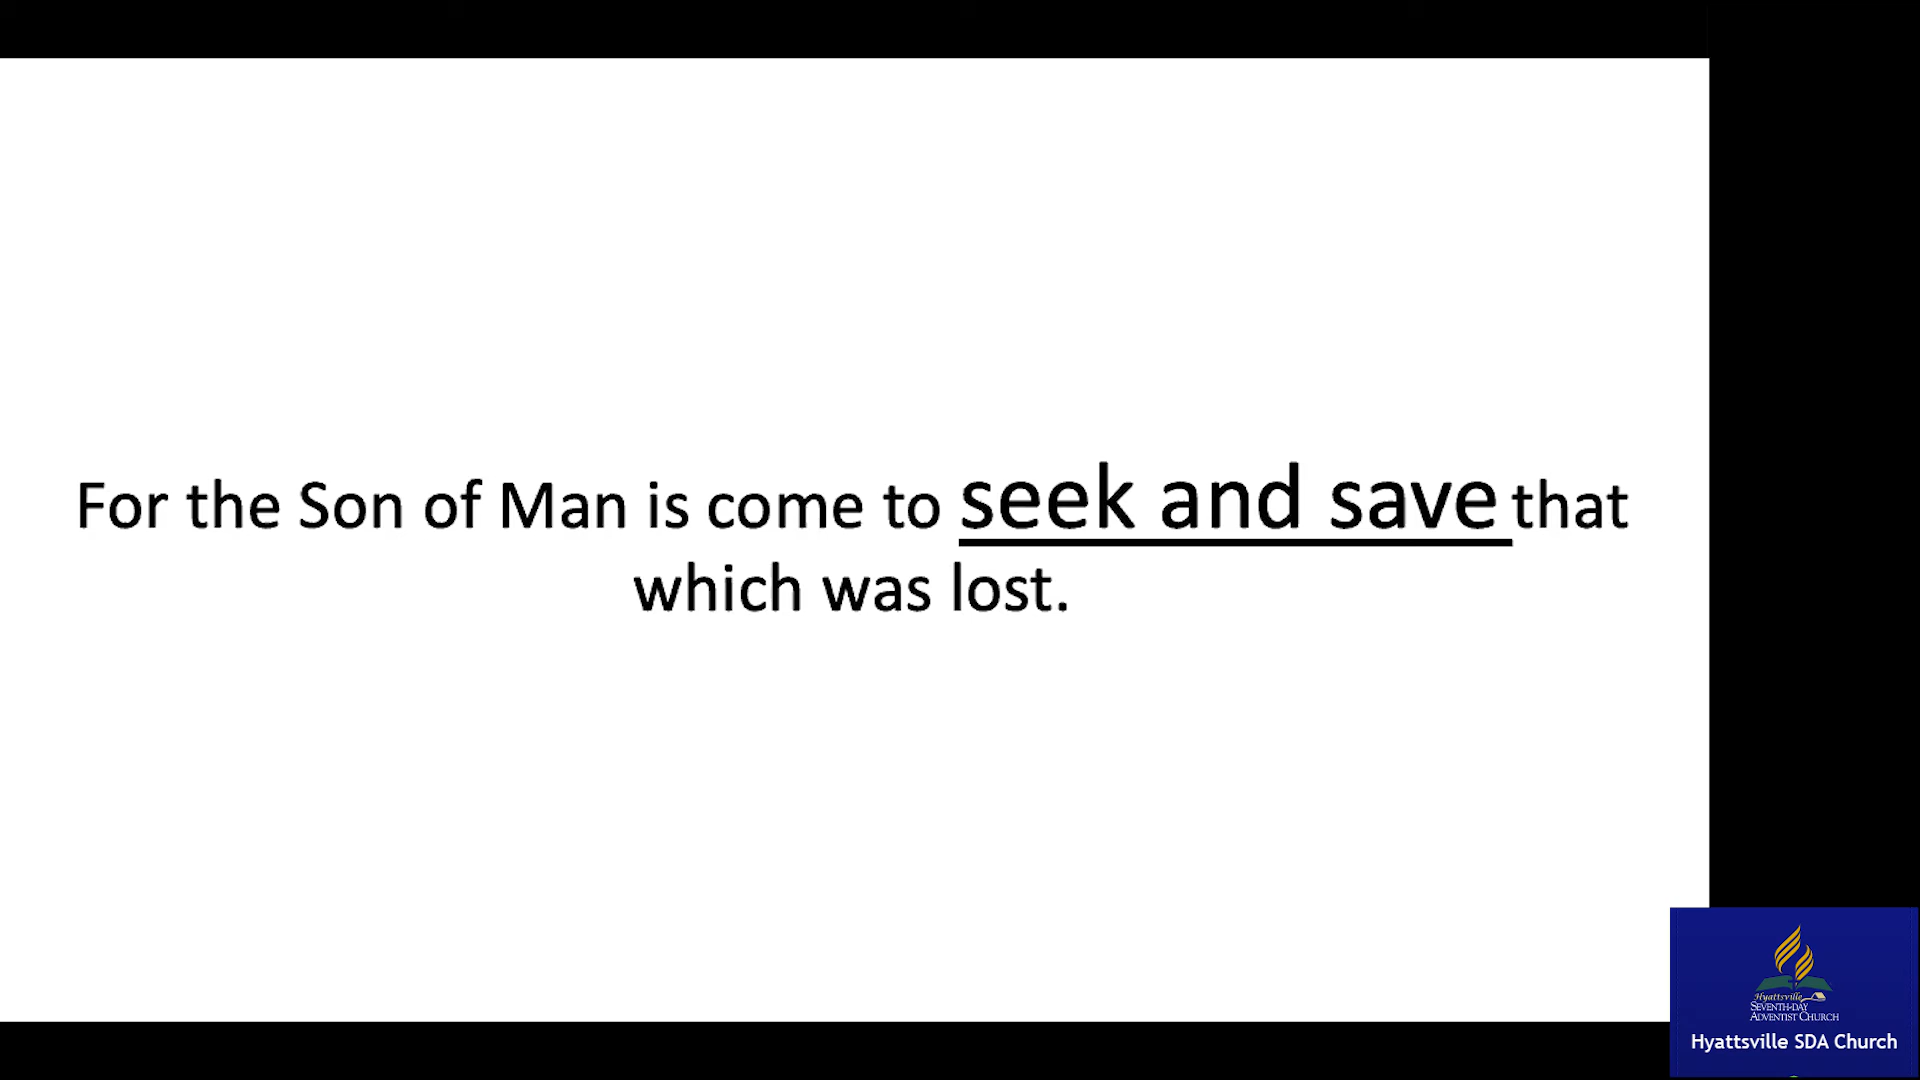 For the Son of Man is come to seek and save that
which was lost.
Hyattsville
SEVENTH-DAY
ADVENTIST CHURCH
Hyattsville SDA Church